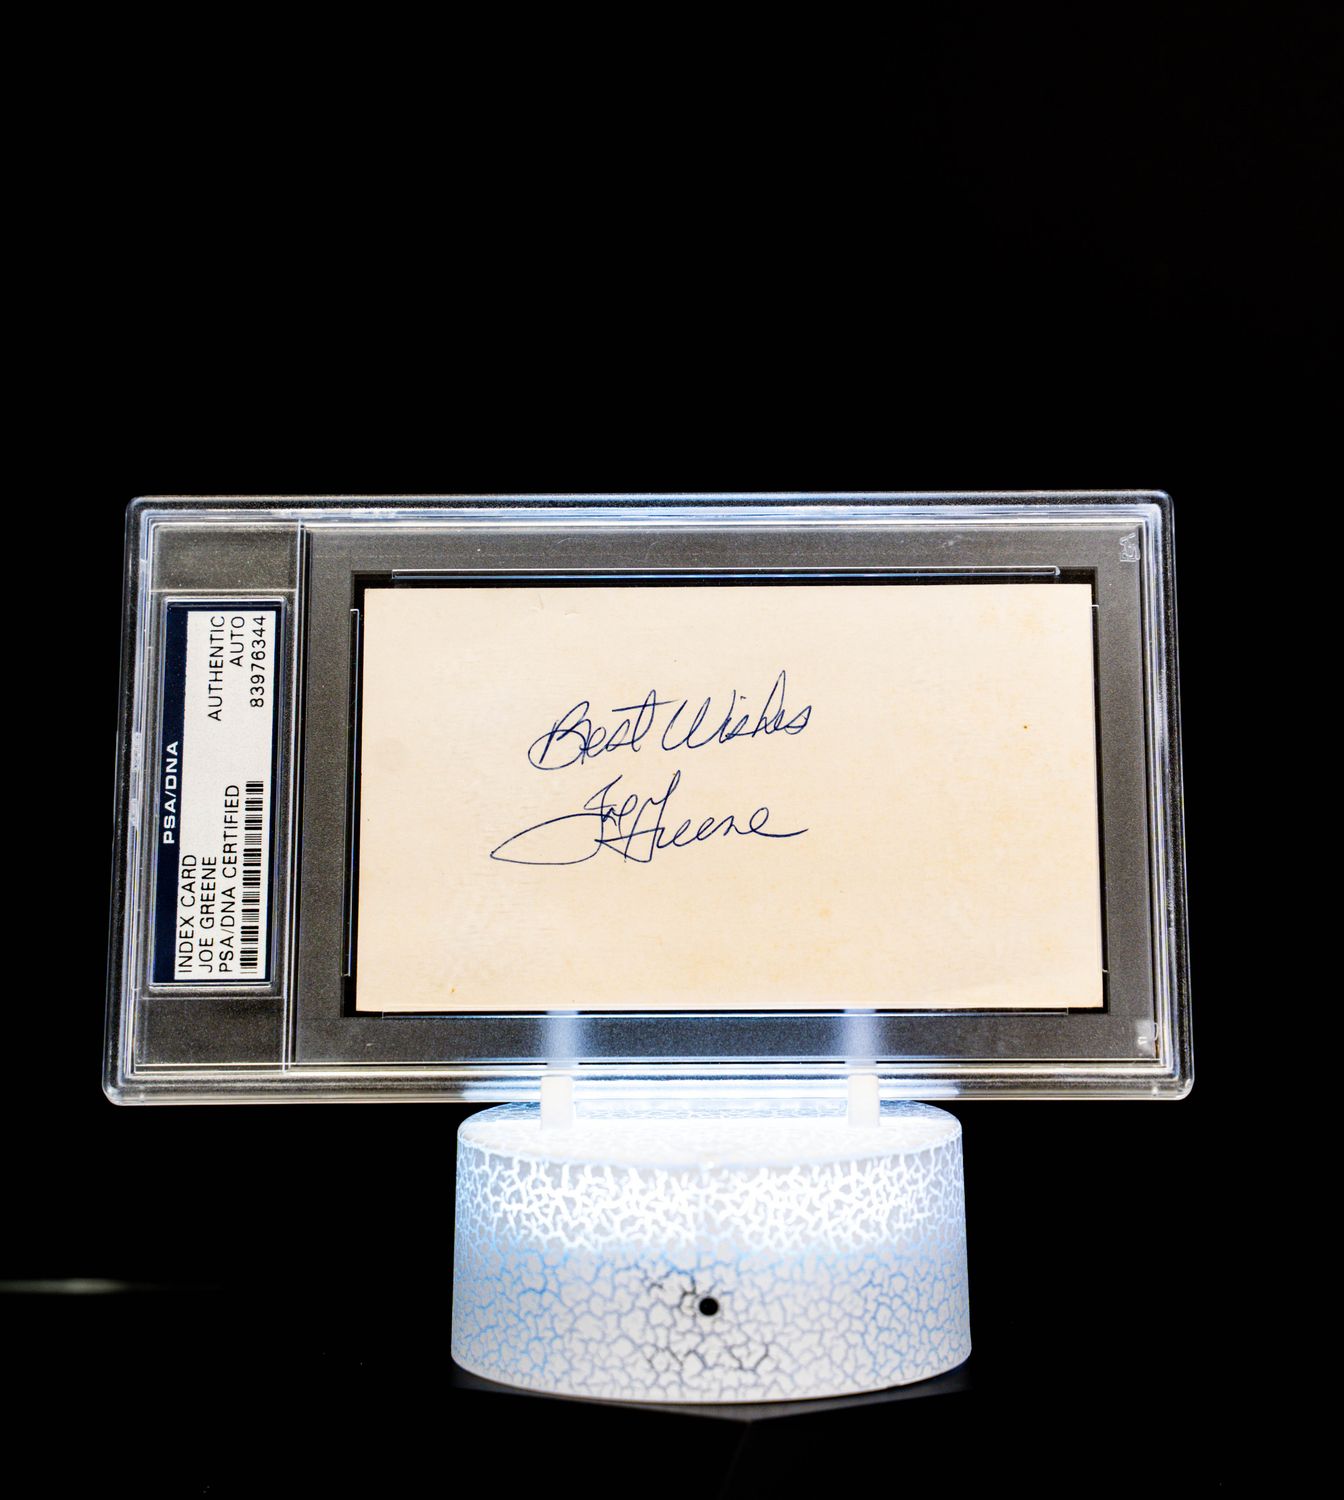 PSA/DNA
INDEX CARD
JOE GREENE
PSA/DNA CERTIFIED
AUTHENTIC
AUTO
83976344
Best Wishes
Joe Greene